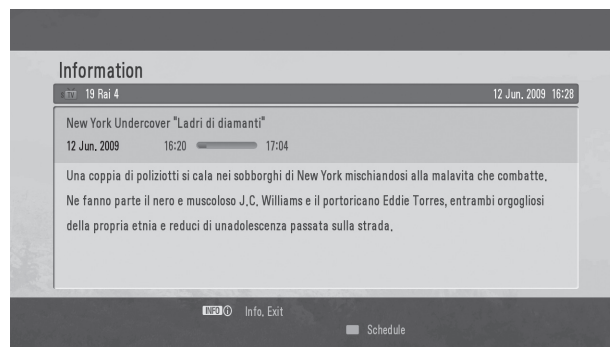 Information
TV 19 Rai 4 12 Jun. 2009 16:28
New York Undercover "Ladri di diamanti"
12 Jun. 2009 16:20 17:04
Una coppia di poliziotti si cala nei sobborghi di New York mischiandosi alla malavita che combatte.
Ne fanno parte il nero e muscoloso J.C. Williams e il portoricano Eddie Torres, entrambi orgogliosi
della propria etnia e reduci di unadolescenza passata sulla strada.
INFO i Info. Exit
Schedule